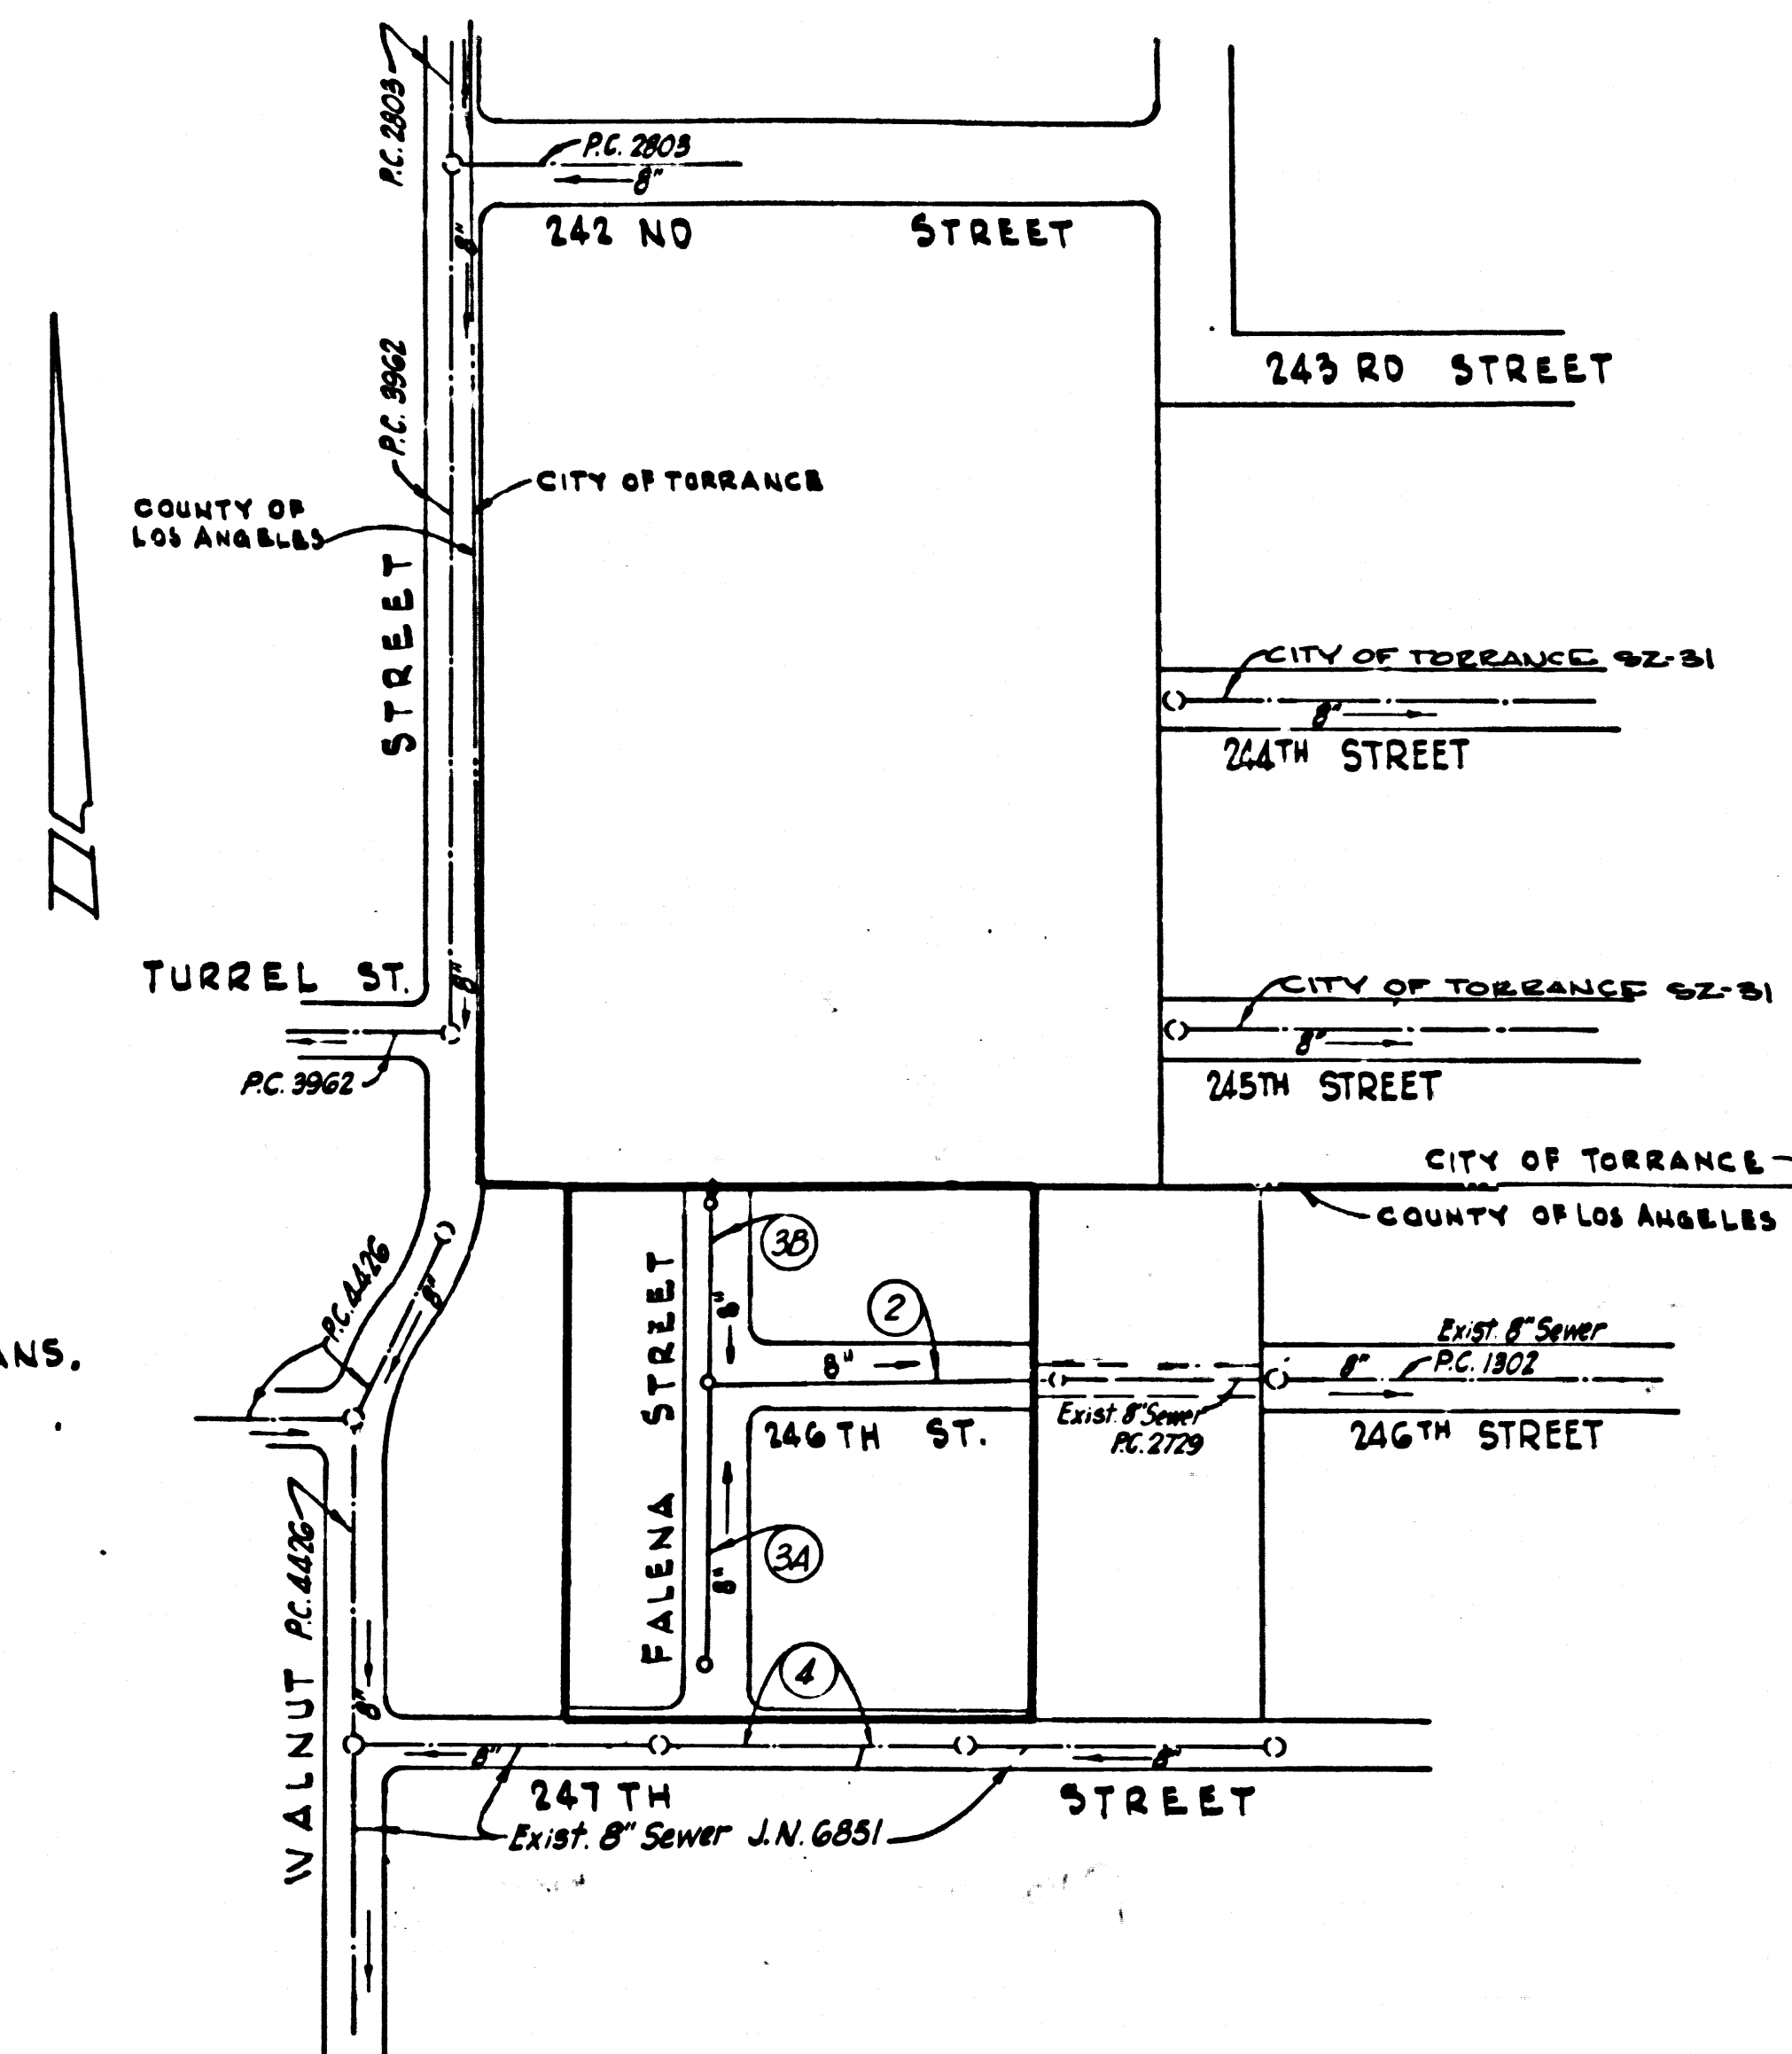 P.C. 2803
P.C. 2803
8"
242 ND STREET
8"
243 RD STREET
P.C. 3962
CITY OF TORRANCE
COUNTY OF
LOS ANGELES
STREET
CITY OF TORRANCE SZ-31
8"
244TH STREET
TURREL ST.
8"
P.C. 3962
CITY OF TORRANCE SZ-31
8"
245TH STREET
CITY OF TORRANCE
COUNTY OF LOS ANGELES
P.C. 4426
8"
3B
8"
FALENA STREET
2
8"
246TH ST.
Exist. 8" Sewer
P.C. 2729
Exist. 8" Sewer
8" P.C. 1302
246TH STREET
ANS.
3A
8"
P.C. 4426
8"
WALNUT
4
8"
8"
247TH STREET
Exist. 8" Sewer J.N. 6851